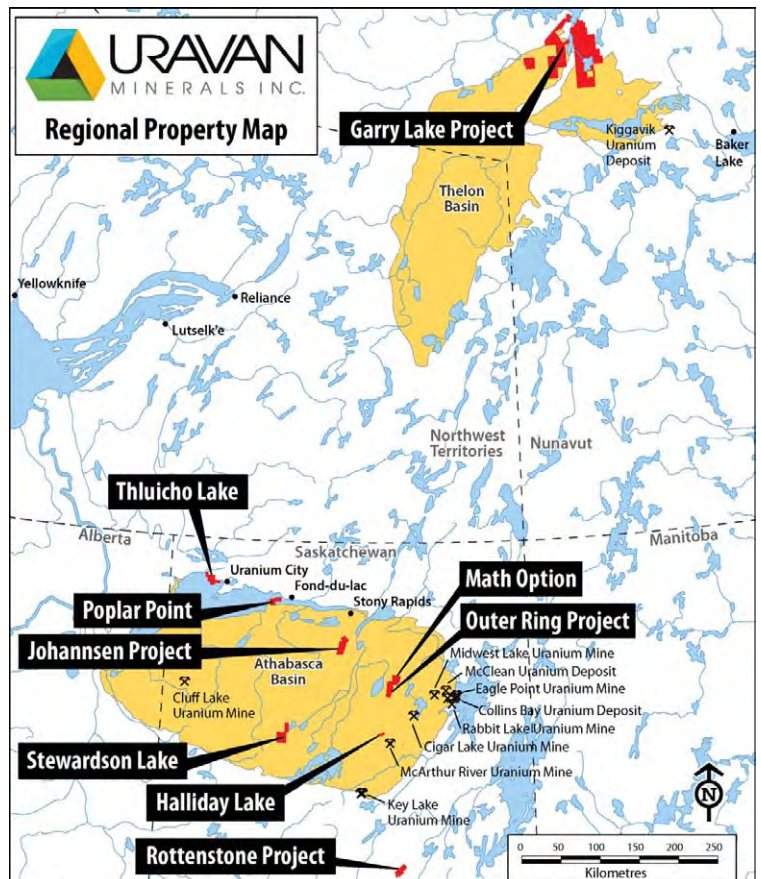 URAVAN
MINERALS INC.
Regional Property Map
Garry Lake Project
Kiggavik
Uranium
Deposit
Baker
Lake
Thelon
Basin
Yellowknife
Reliance
Lutselk'e
Northwest
Territories
Nunavut
Thluicho Lake
Alberta
Saskatchewan
Manitoba
Uranium City
Fond-du-lac
Stony Rapids
Math Option
Poplar Point
Outer Ring Project
Johannsen Project
Midwest Lake Uranium Mine
McClean Uranium Deposit
Athabasca
Basin
Eagle Point Uranium Mine
Cluff Lake
Uranium Mine
Collins Bay Uranium Deposit
Rabbit Lake Uranium Mine
Cigar Lake Uranium Mine
Stewardson Lake
McArthur River Uranium Mine
Halliday Lake
Key Lake
Uranium Mine
N
Rottenstone Project
0 50 100 150 200 250
Kilometres